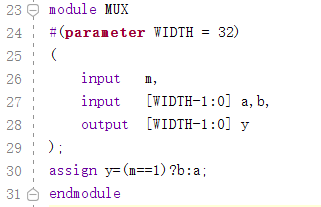 23 module MUX
24 #(parameter WIDTH = 32)
25 (
26     input   m,
27     input   [WIDTH-1:0] a,b,
28     output  [WIDTH-1:0] y
29 );
30 assign y=(m==1)?b:a;
31 endmodule